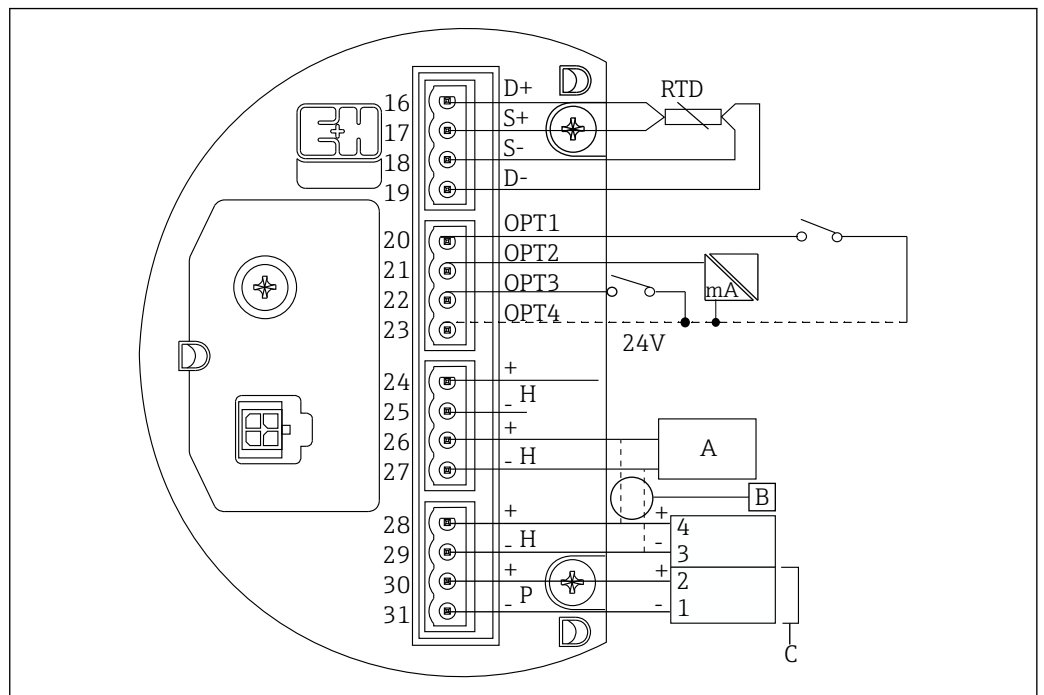 16 D+ RTD
17 S+
18 S-
19 D-
20 OPT1
21 OPT2
22 OPT3 mA
23 OPT4
24V
24 +
25 - H
26 + A
27 - H
B
28 + + 4
29 - H - 3
30 + + 2
31 - P - 1
C